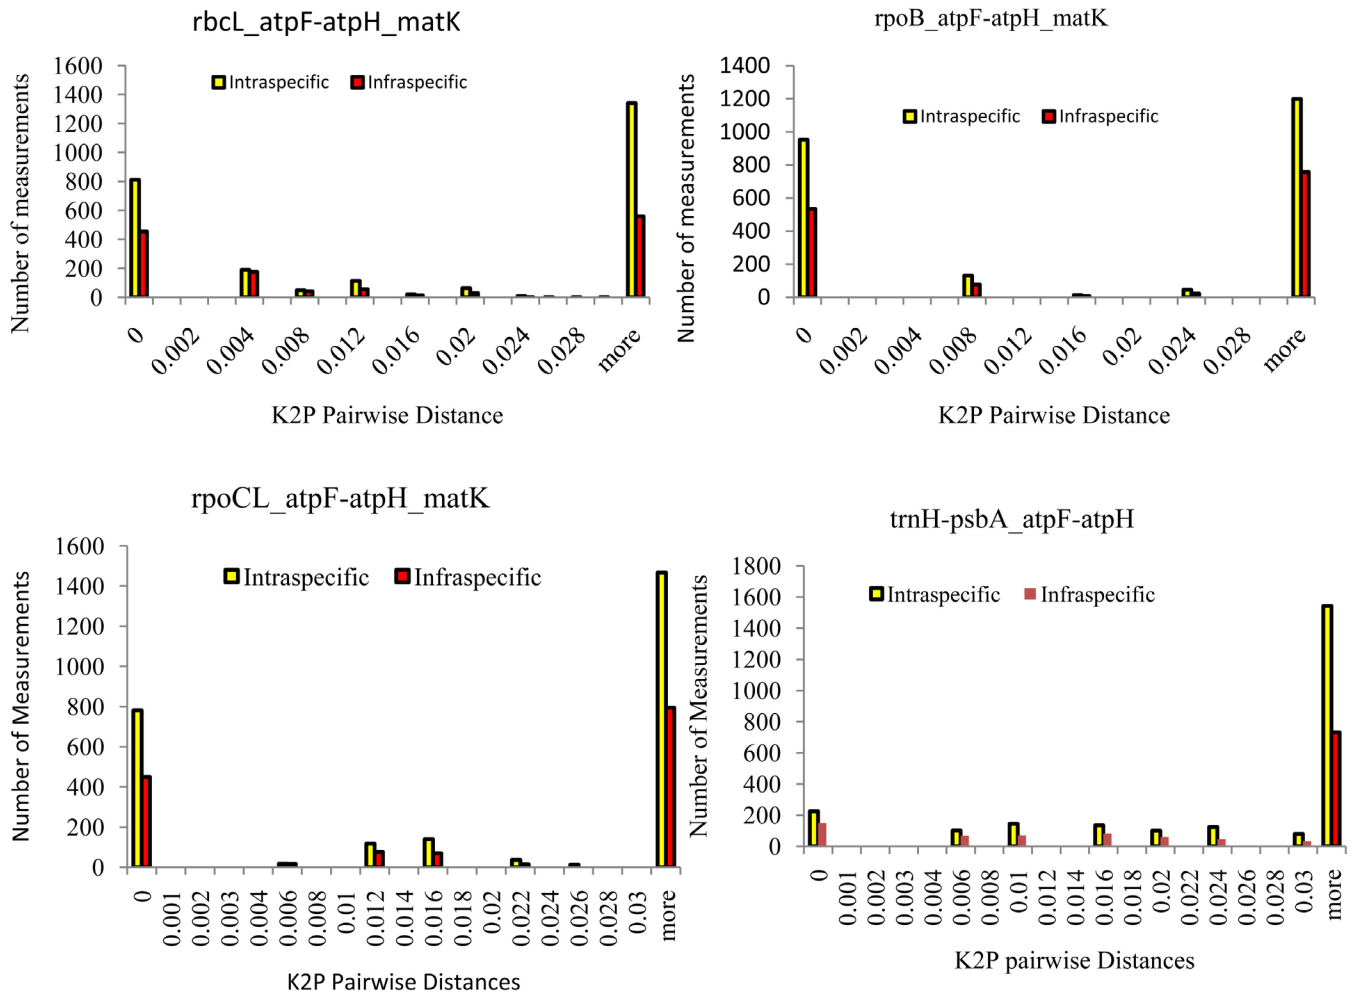 rbcL_atpF-atpH_matK
Number of measurements
1600
1400
1200
1000
800
600
400
200
0
Intraspecific Infraspecific
0 0.002 0.004 0.008 0.012 0.016 0.02 0.024 0.028 more
K2P Pairwise Distance
rpoB_atpF-atpH_matK
Number of measurements
1400
1200
1000
800
600
400
200
0
Intraspecific Infraspecific
0 0.002 0.004 0.008 0.012 0.016 0.02 0.024 0.028 more
K2P Pairwise Distance
rpoCL_atpF-atpH_matK
Number of Measurements
1600
1400
1200
1000
800
600
400
200
0
Intraspecific Infraspecific
0 0.001 0.002 0.003 0.004 0.006 0.008 0.01 0.012 0.014 0.016 0.018 0.02 0.022 0.024 0.026 0.028 0.03 more
K2P Pairwise Distances
trnH-psbA_atpF-atpH
Number of Measurements
1800
1600
1400
1200
1000
800
600
400
200
0
Intraspecific Infraspecific
0 0.001 0.002 0.003 0.004 0.006 0.008 0.01 0.012 0.014 0.016 0.018 0.02 0.022 0.024 0.026 0.028 0.03 more
K2P pairwise Distances